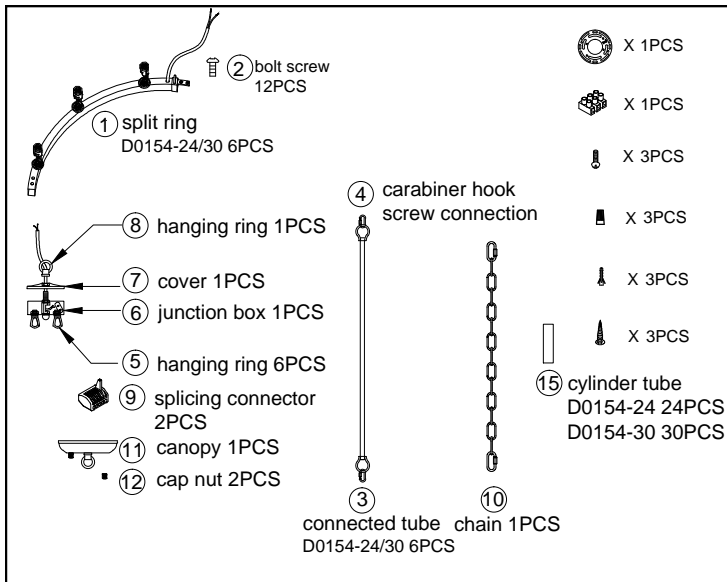 ② bolt screw
12PCS
① split ring
D0154-24/30 6PCS
⑧ hanging ring 1PCS
⑦ cover 1PCS
⑥ junction box 1PCS
⑤ hanging ring 6PCS
⑨ splicing connector
2PCS
⑪ canopy 1PCS
⑫ cap nut 2PCS
④ carabiner hook
screw connection
③
connected tube
D0154-24/30 6PCS
⑩
chain 1PCS
X 1PCS
X 1PCS
X 3PCS
X 3PCS
X 3PCS
X 3PCS
⑮ cylinder tube
D0154-24 24PCS
D0154-30 30PCS